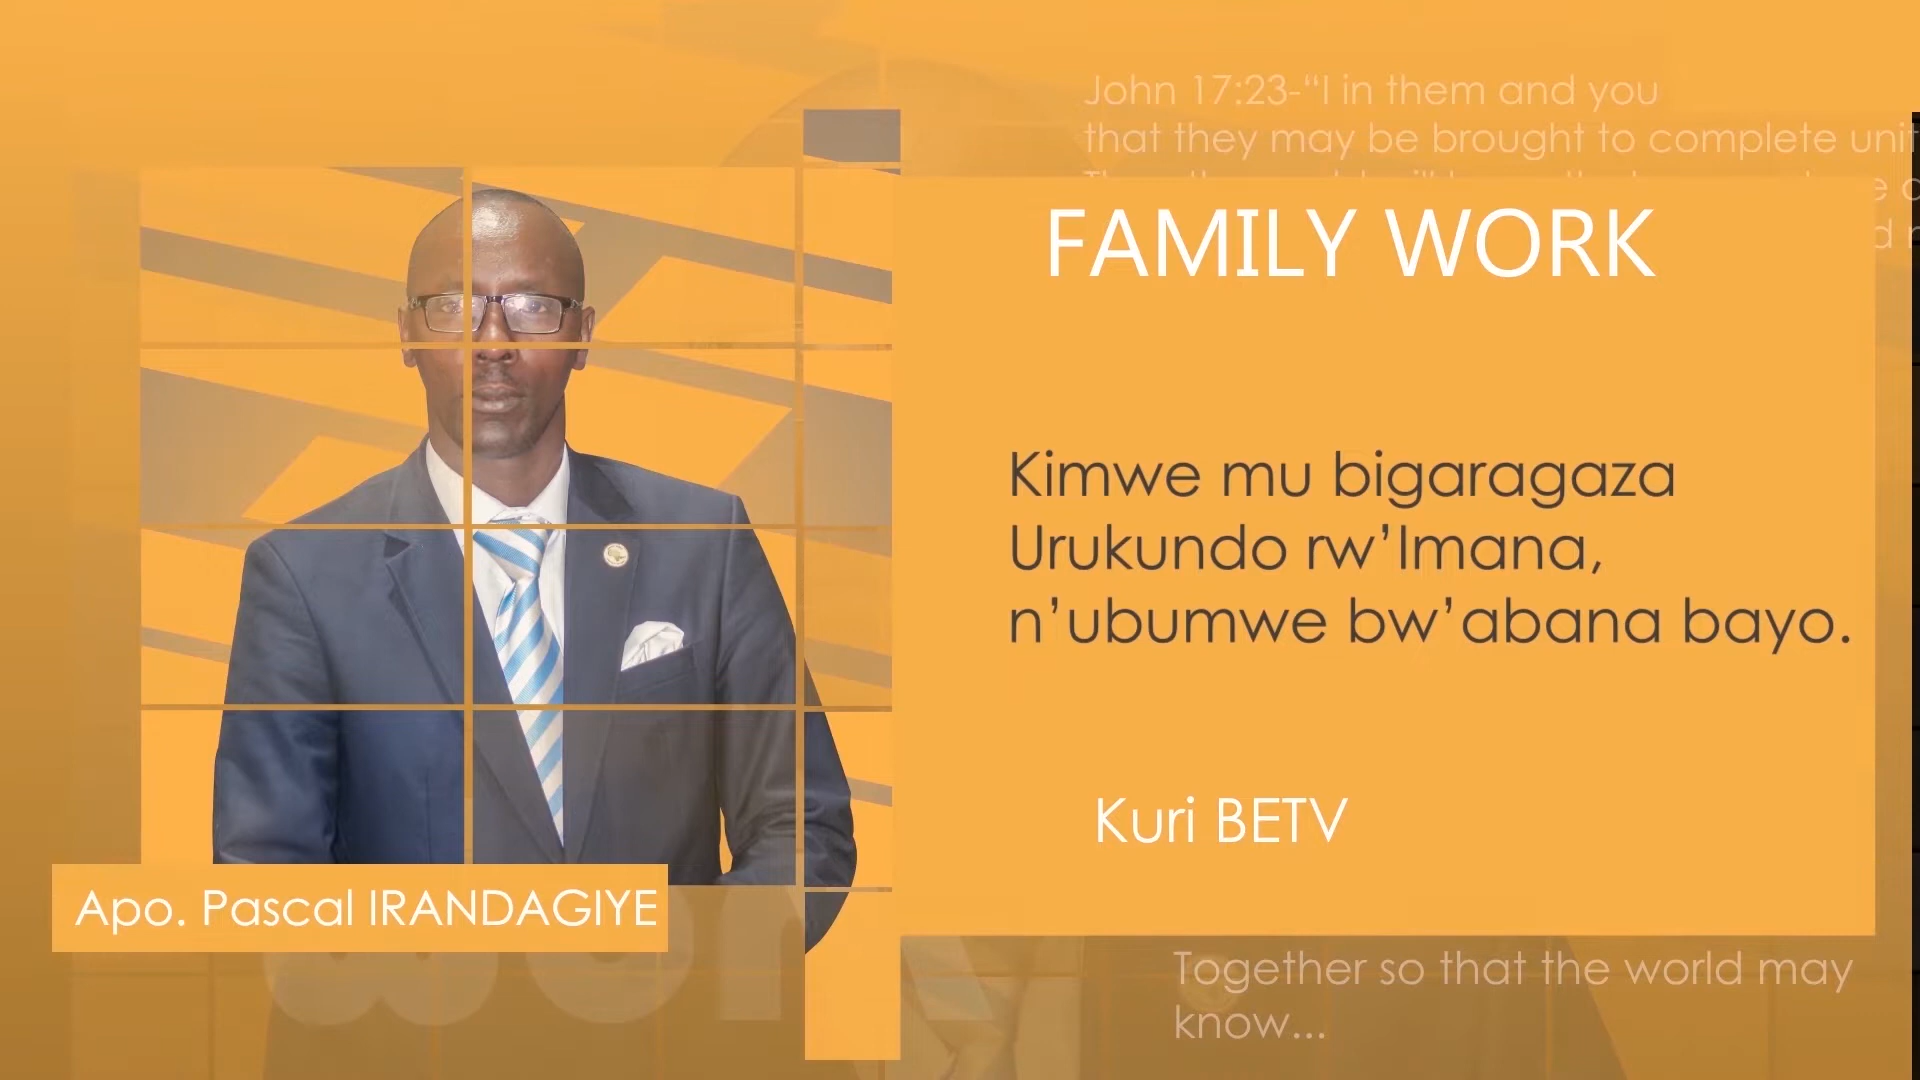 John 17:23-“I in them and you
that they may be brought to complete unit
FAMILY WORK
Kimwe mu bigaragaza
Urukundo rw’Imana,
n’ubumwe bw’abana bayo.
Kuri BETV
Apo. Pascal IRANDAGIYE
Together so that the world may
know...